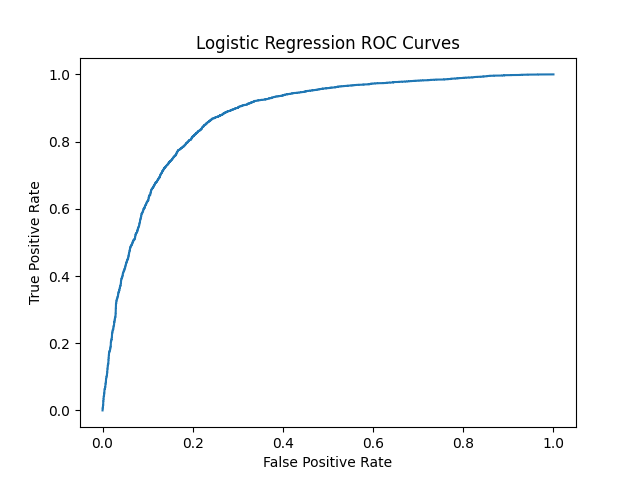 Logistic Regression ROC Curves
1.0
0.8
0.6
0.4
0.2
0.0
True Positive Rate
0.0 0.2 0.4 0.6 0.8 1.0
False Positive Rate